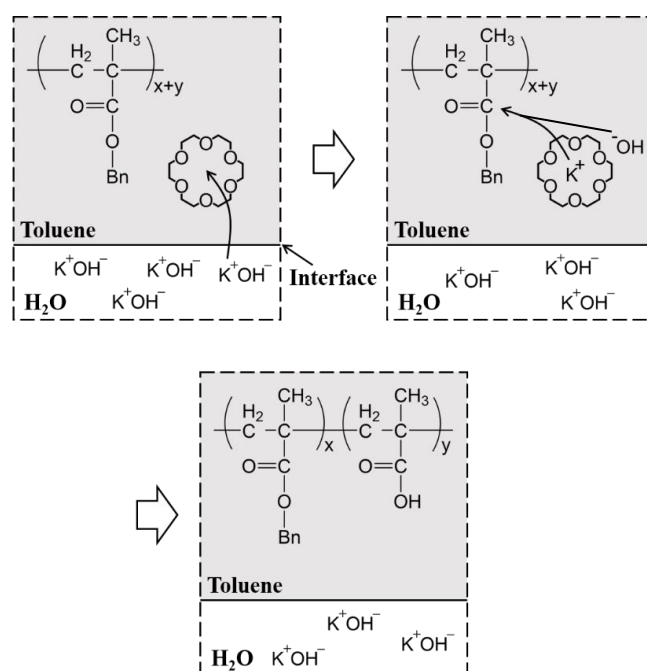 CH₃
H₂
C
C
x+y
O=C
O
Bn
O O O O O O
Toluene
K⁺OH⁻ K⁺OH⁻ K⁺OH⁻
K⁺OH⁻
H₂O
Interface
CH₃
H₂
C
C
x+y
O=C
O
Bn
⁻OH
K⁺
O O O O O O
Toluene
K⁺OH⁻ K⁺OH⁻
K⁺OH⁻
H₂O
CH₃ CH₃
H₂ H₂
C C C C
x y
O=C O=C
O OH
Bn
Toluene
K⁺OH⁻
K⁺OH⁻ K⁺OH⁻
H₂O